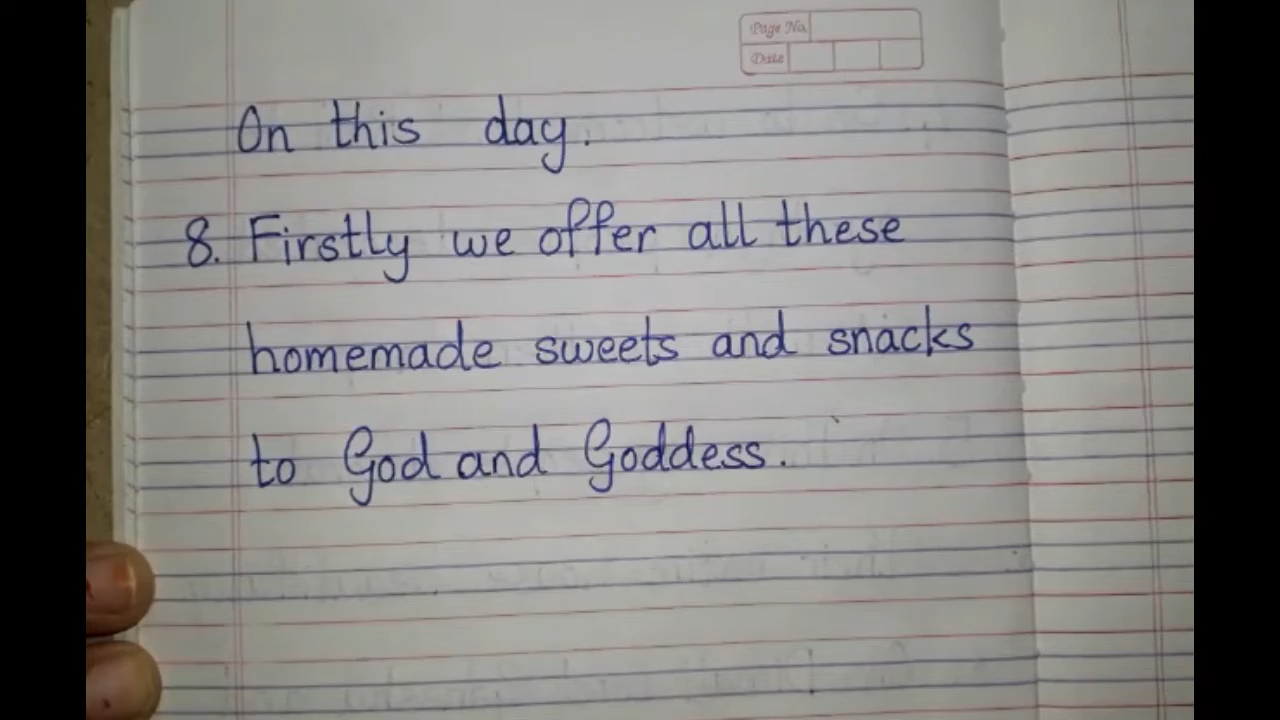 Page No.
Date
On this day.
8. Firstly we offer all these
homemade sweets and snacks
to God and Goddess.